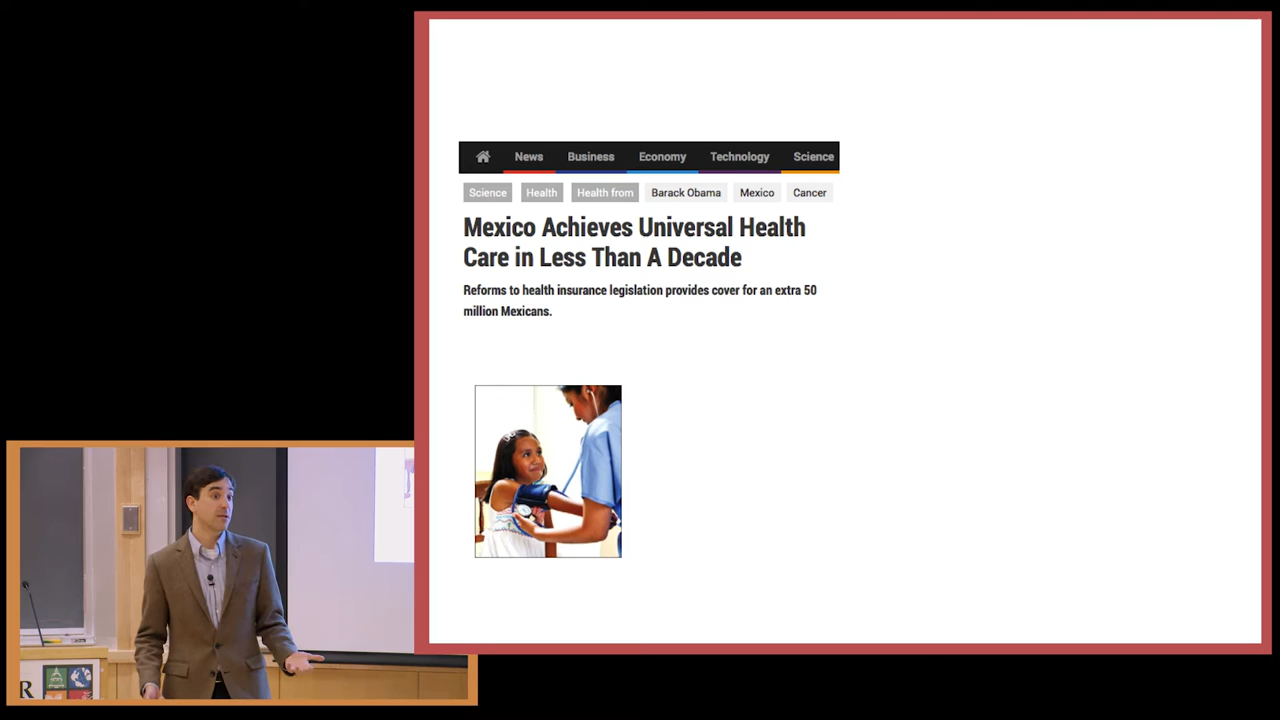 News Business Economy Technology Science
Science Health Health from Barack Obama Mexico Cancer
Mexico Achieves Universal Health
Care in Less Than A Decade
Reforms to health insurance legislation provides cover for an extra 50
million Mexicans.
R